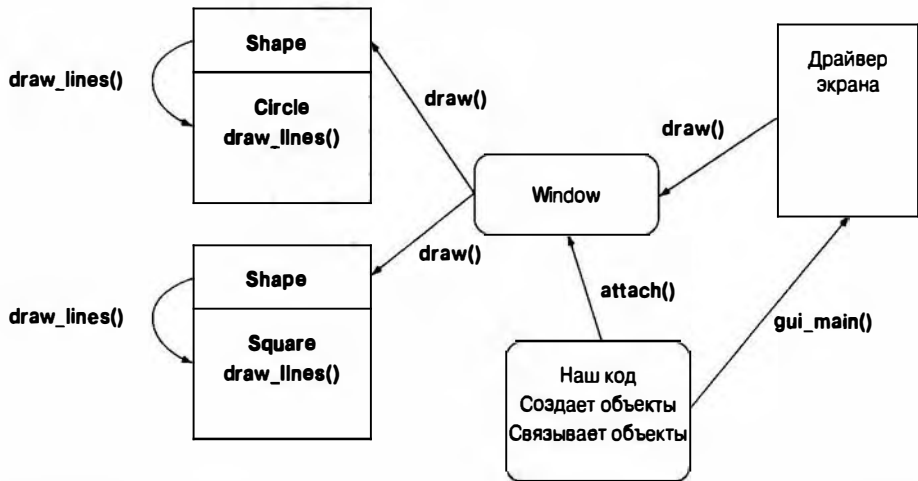 Shape
draw_lines()
Circle
draw_lines()
draw()
Драйвер
экрана
draw()
Window
draw()
Shape
draw_lines()
Square
draw_lines()
attach()
gui_main()
Наш код
Создает объекты
Связывает объекты